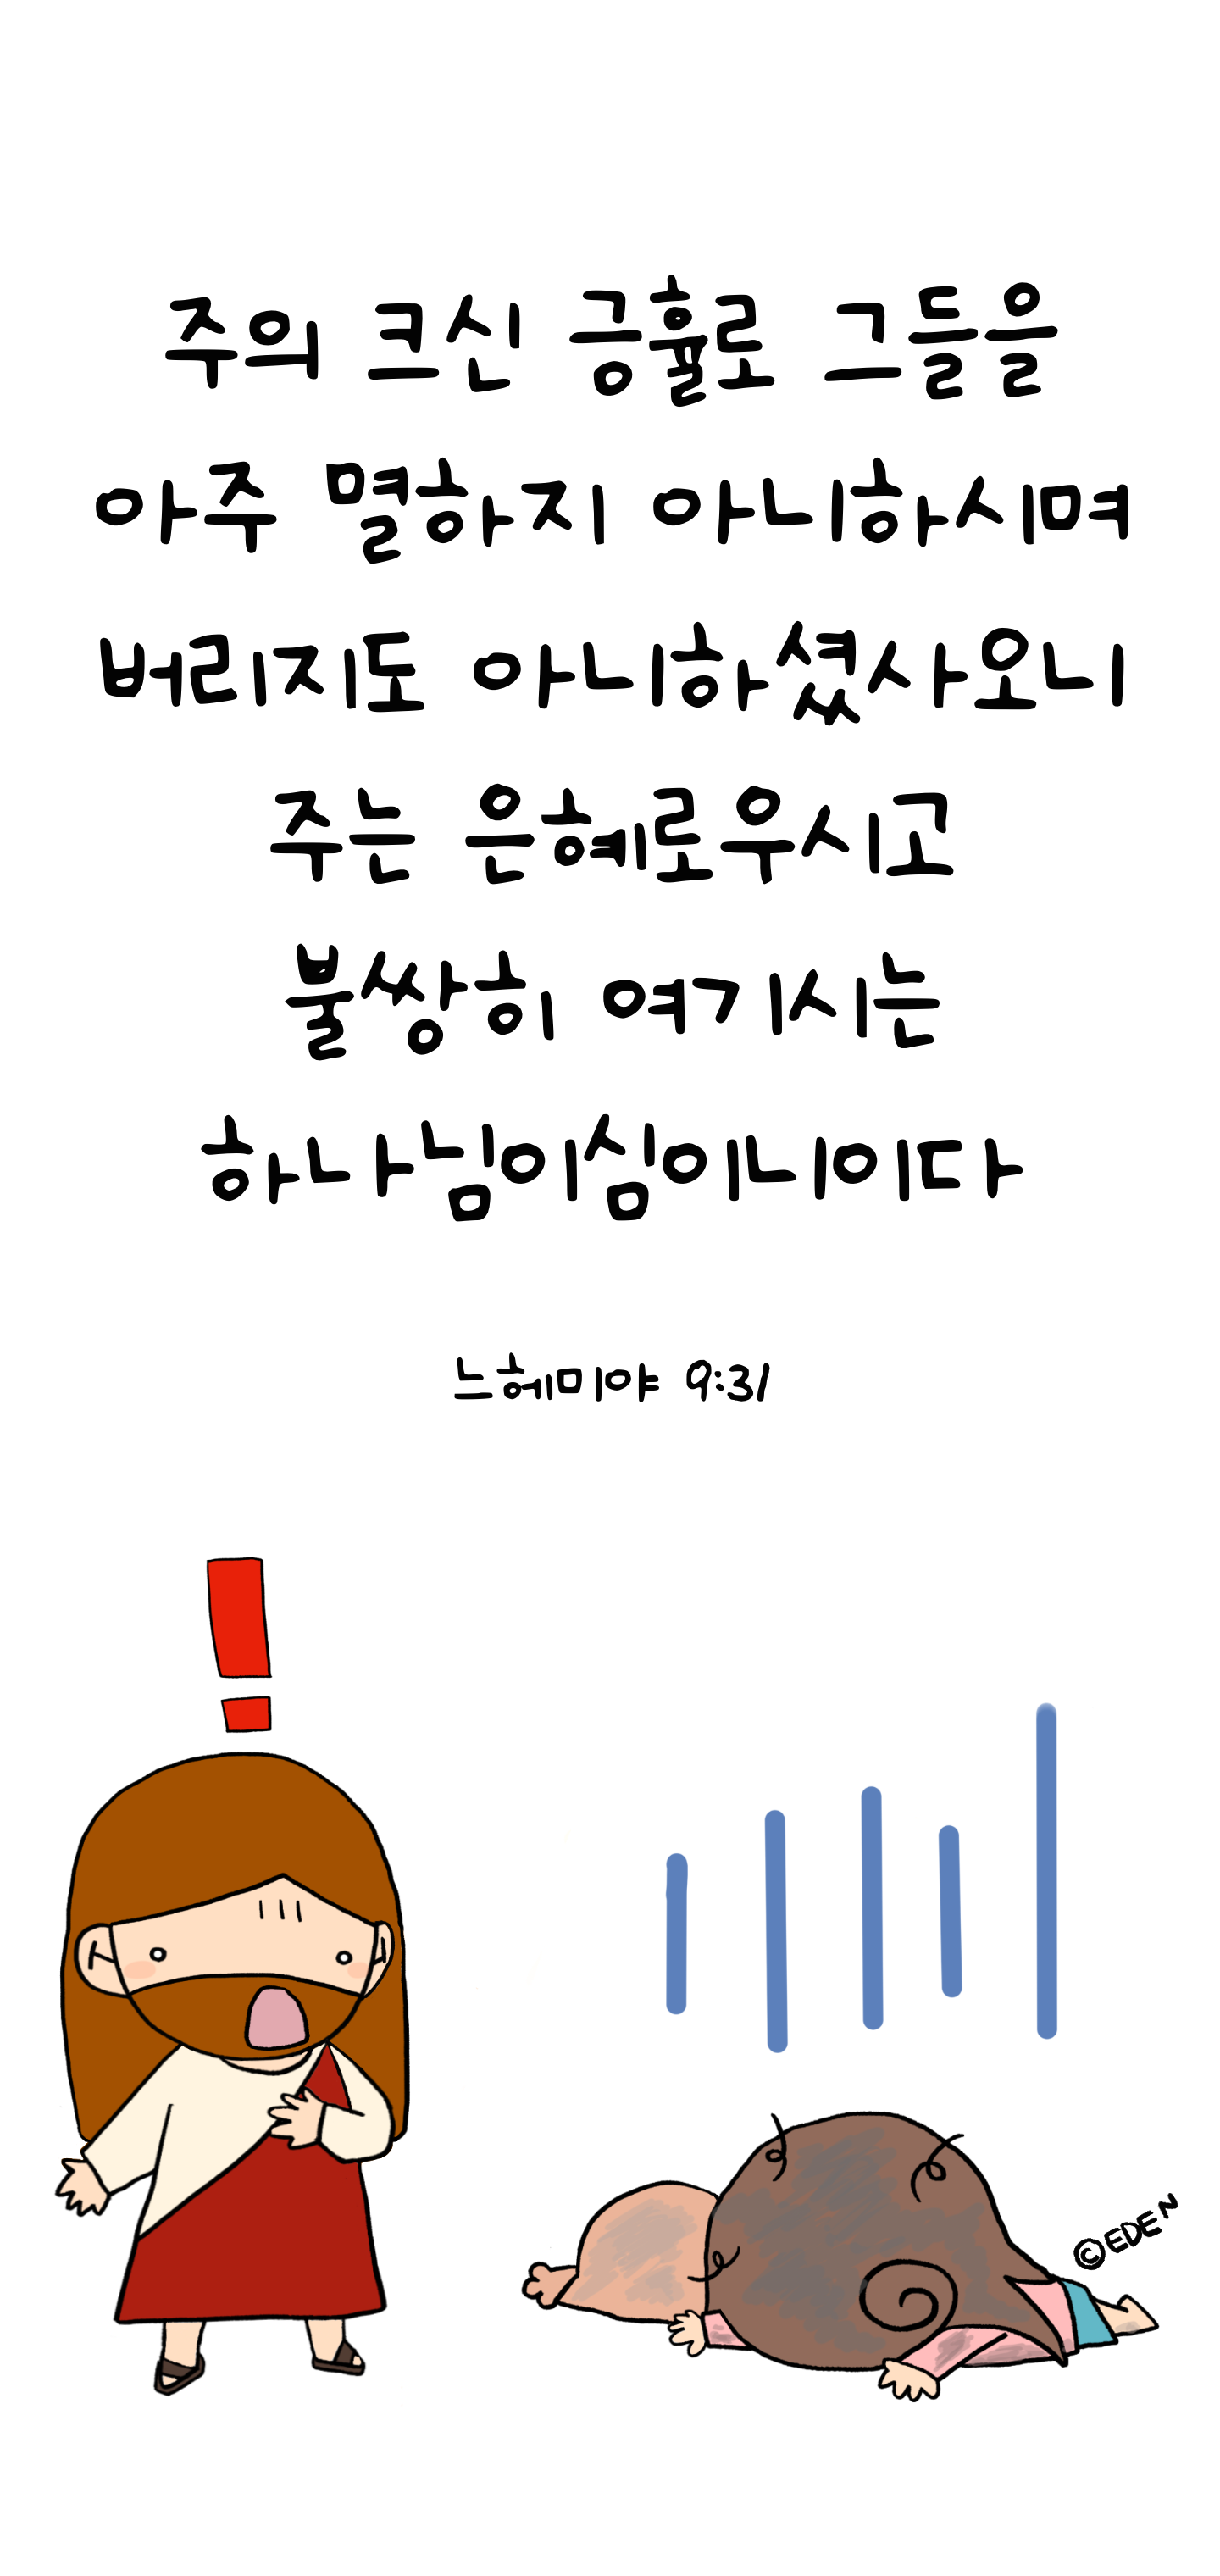 주의 크신 긍휼로 그들을
아주 멸하지 아니하시며
버리지도 아니하셨사오니
주는 은혜로우시고
불쌍히 여기시는
하나님이심이니이다
느헤미야 9:31
!
©EDEN